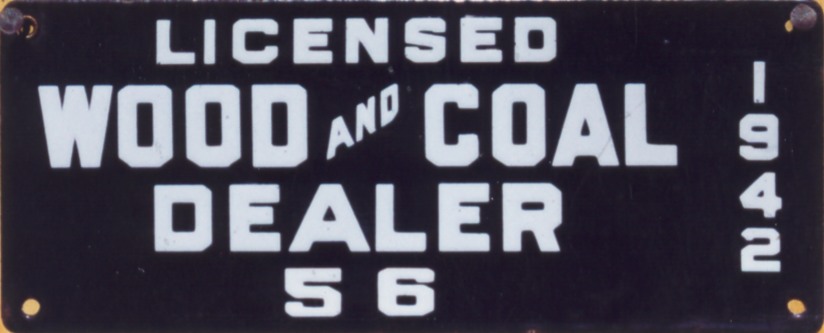 LICENSED
WOOD AND COAL
DEALER
56
1942